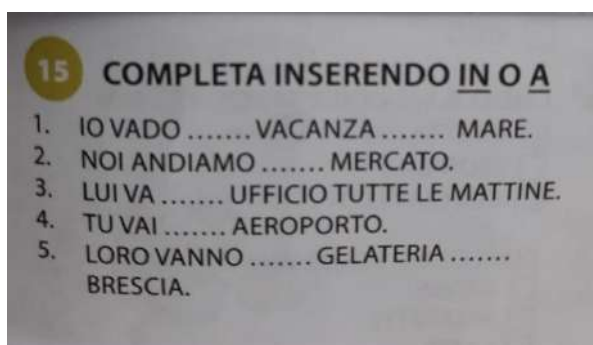 15 COMPLETA INSERENDO IN O A
1. IO VADO ....... VACANZA ....... MARE.
2. NOI ANDIAMO ....... MERCATO.
3. LUI VA ....... UFFICIO TUTTE LE MATTINE.
4. TU VAI ....... AEROPORTO.
5. LORO VANNO ....... GELATERIA .......
BRESCIA.